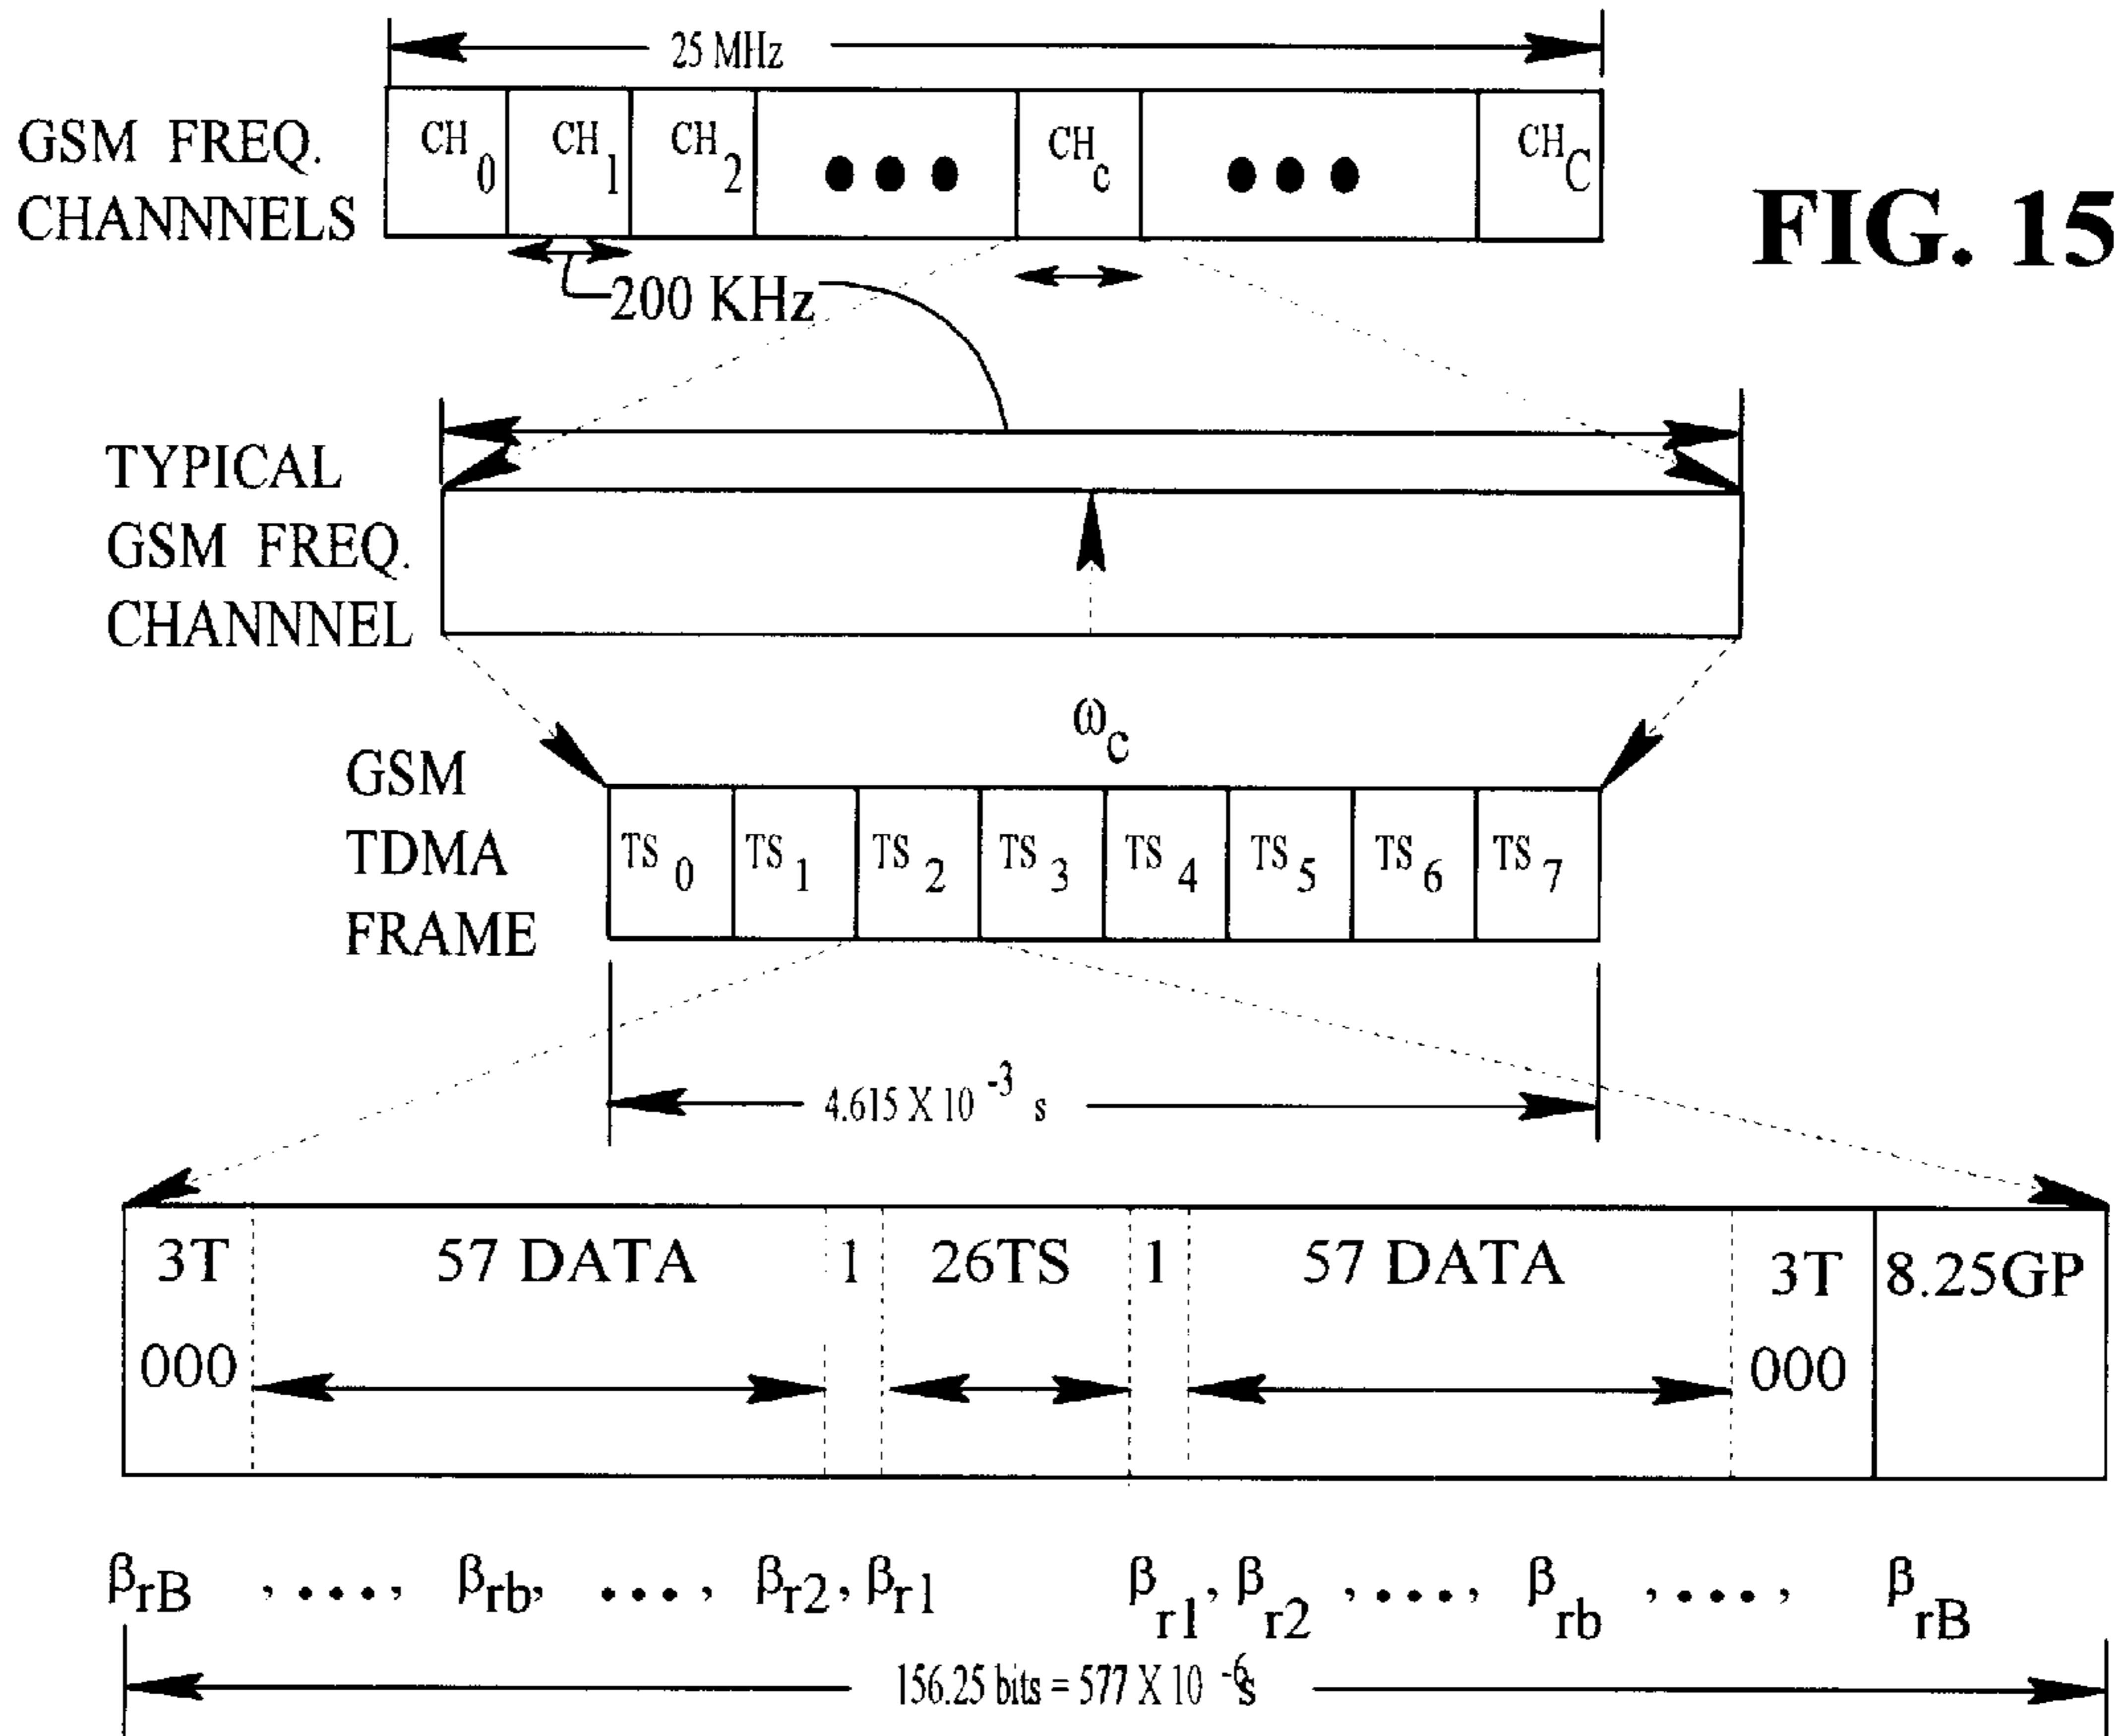 25 MHz
GSM FREQ.
CHANNNELS
CH0 CH1 CH2 ••• CHc ••• CHC
FIG. 15
200 KHz
TYPICAL
GSM FREQ.
CHANNNEL
ωc
GSM
TDMA
FRAME
TS0 TS1 TS2 TS3 TS4 TS5 TS6 TS7
4.615 X 10 -3 s
3T 57 DATA 1 26TS 1 57 DATA 3T 8.25GP
000 000
βrB , •••, βrb, •••, βr2, βr1 βr1, βr2 , •••, βrb , •••, βrB
156.25 bits = 577 X 10 -6s